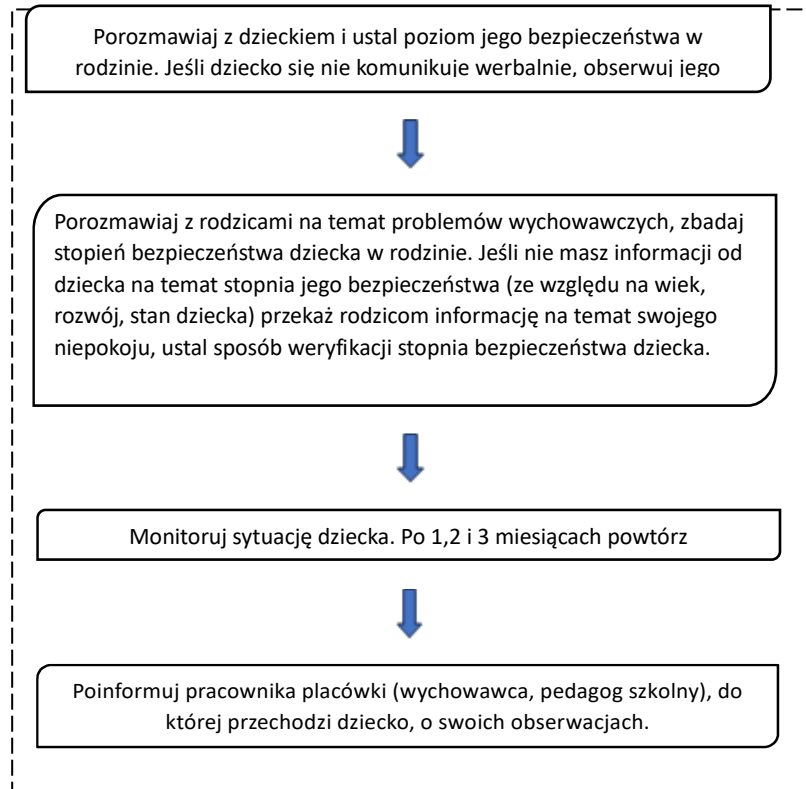 Porozmawiaj z dzieckiem i ustal poziom jego bezpieczeństwa w
rodzinie. Jeśli dziecko się nie komunikuje werbalnie, obserwuj jego
Porozmawiaj z rodzicami na temat problemów wychowawczych, zbadaj
stopień bezpieczeństwa dziecka w rodzinie. Jeśli nie masz informacji od
dziecka na temat stopnia jego bezpieczeństwa (ze względu na wiek,
rozwój, stan dziecka) przekaż rodzicom informację na temat swojego
niepokoju, ustal sposób weryfikacji stopnia bezpieczeństwa dziecka.
Monitoruj sytuację dziecka. Po 1,2 i 3 miesiącach powtórz
Poinformuj pracownika placówki (wychowawca, pedagog szkolny), do
której przechodzi dziecko, o swoich obserwacjach.